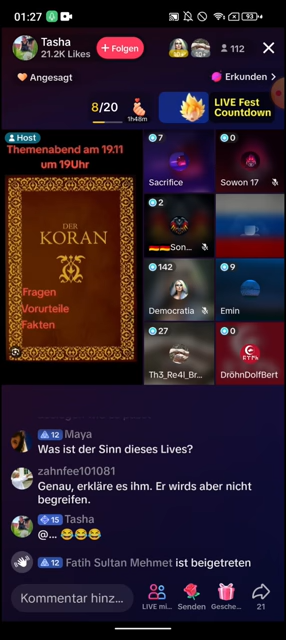 01:27
93
Tasha
21.2K Likes
+ Folgen
112
Angesagt
Erkunden >
8/20
1h48m
LIVE Fest
Countdown
Host
Themenabend am 19.11
um 19Uhr
DER
KORAN
Fragen
Vorurteile
Fakten
7
Sacrifice
0
Sowon 17
2
Son...
142
Democratia
9
Emin
27
Th3_Re4l_Br...
0
DröhnDolfBert
12 Maya
Was ist der Sinn dieses Lives?
zahnfee101081
Genau, erkläre es ihm. Er wirds aber nicht
begreifen.
15 Tasha
@... 😂😂😂
12 Fatih Sultan Mehmet ist beigetreten
Kommentar hinz...
LIVE mi...
Senden
Gesche...
21